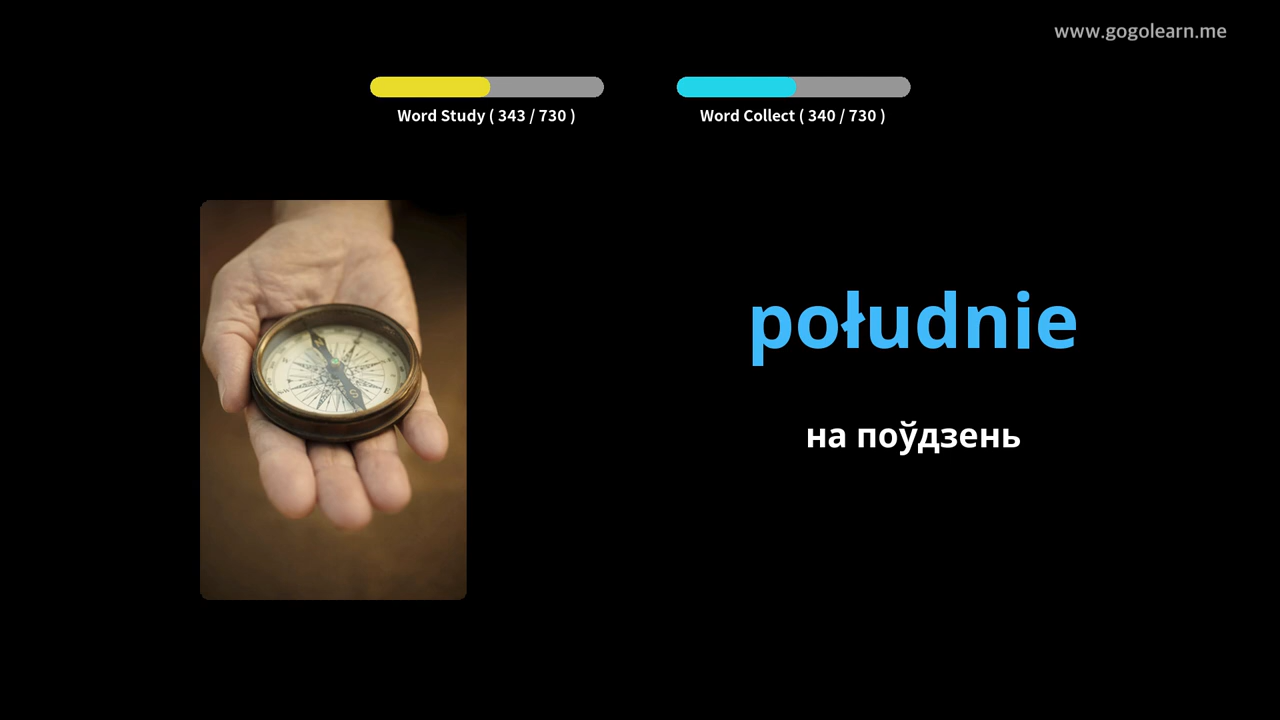 www.gogolearn.me
Word Study ( 343 / 730 )
Word Collect ( 340 / 730 )
południe
на поўдзень